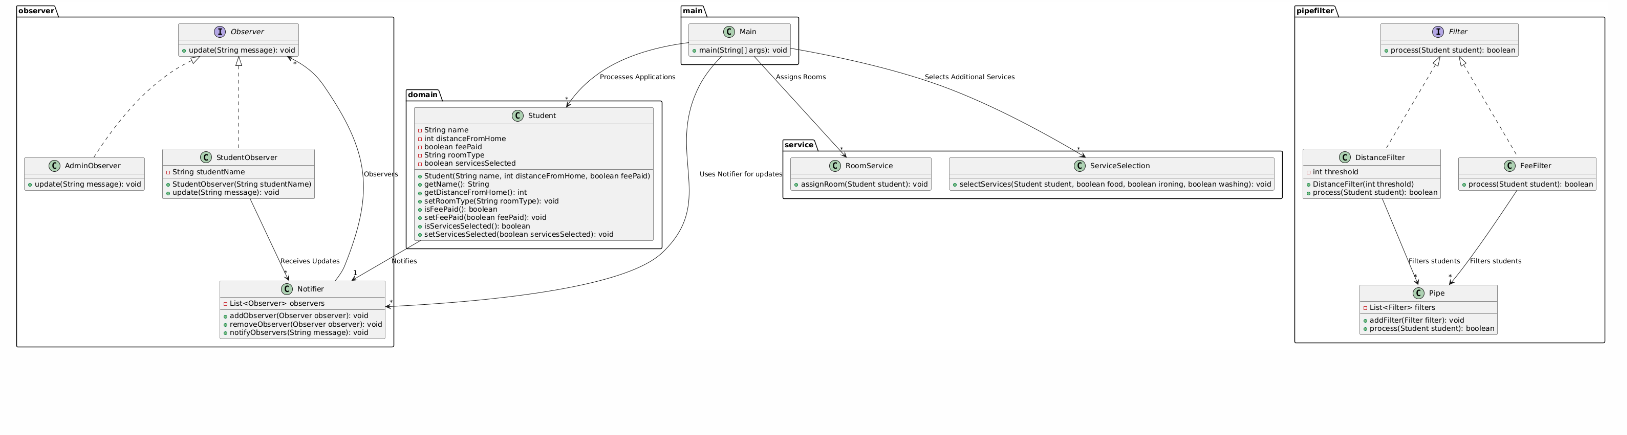 observer
Observer
update(String message): void
AdminObserver
update(String message): void
StudentObserver
String studentName
StudentObserver(String studentName)
update(String message): void
Observers
*
Receives Updates
*
Notifier
List<Observer> observers
addObserver(Observer observer): void
removeObserver(Observer observer): void
notifyObservers(String message): void
main
Main
main(String[] args): void
Processes Applications
*
Assigns Rooms
*
Selects Additional Services
*
Uses Notifier for updates
*
domain
Student
String name
int distanceFromHome
boolean feePaid
String roomType
boolean servicesSelected
Student(String name, int distanceFromHome, boolean feePaid)
getName(): String
getDistanceFromHome(): int
setRoomType(String roomType): void
isFeePaid(): boolean
setFeePaid(boolean feePaid): void
isServicesSelected(): boolean
setServicesSelected(boolean servicesSelected): void
Notifies
1
service
RoomService
assignRoom(Student student): void
ServiceSelection
selectServices(Student student, boolean food, boolean ironing, boolean washing): void
pipefilter
Filter
process(Student student): boolean
DistanceFilter
int threshold
DistanceFilter(int threshold)
process(Student student): boolean
FeeFilter
process(Student student): boolean
Filters students
*
Filters students
*
Pipe
List<Filter> filters
addFilter(Filter filter): void
process(Student student): boolean